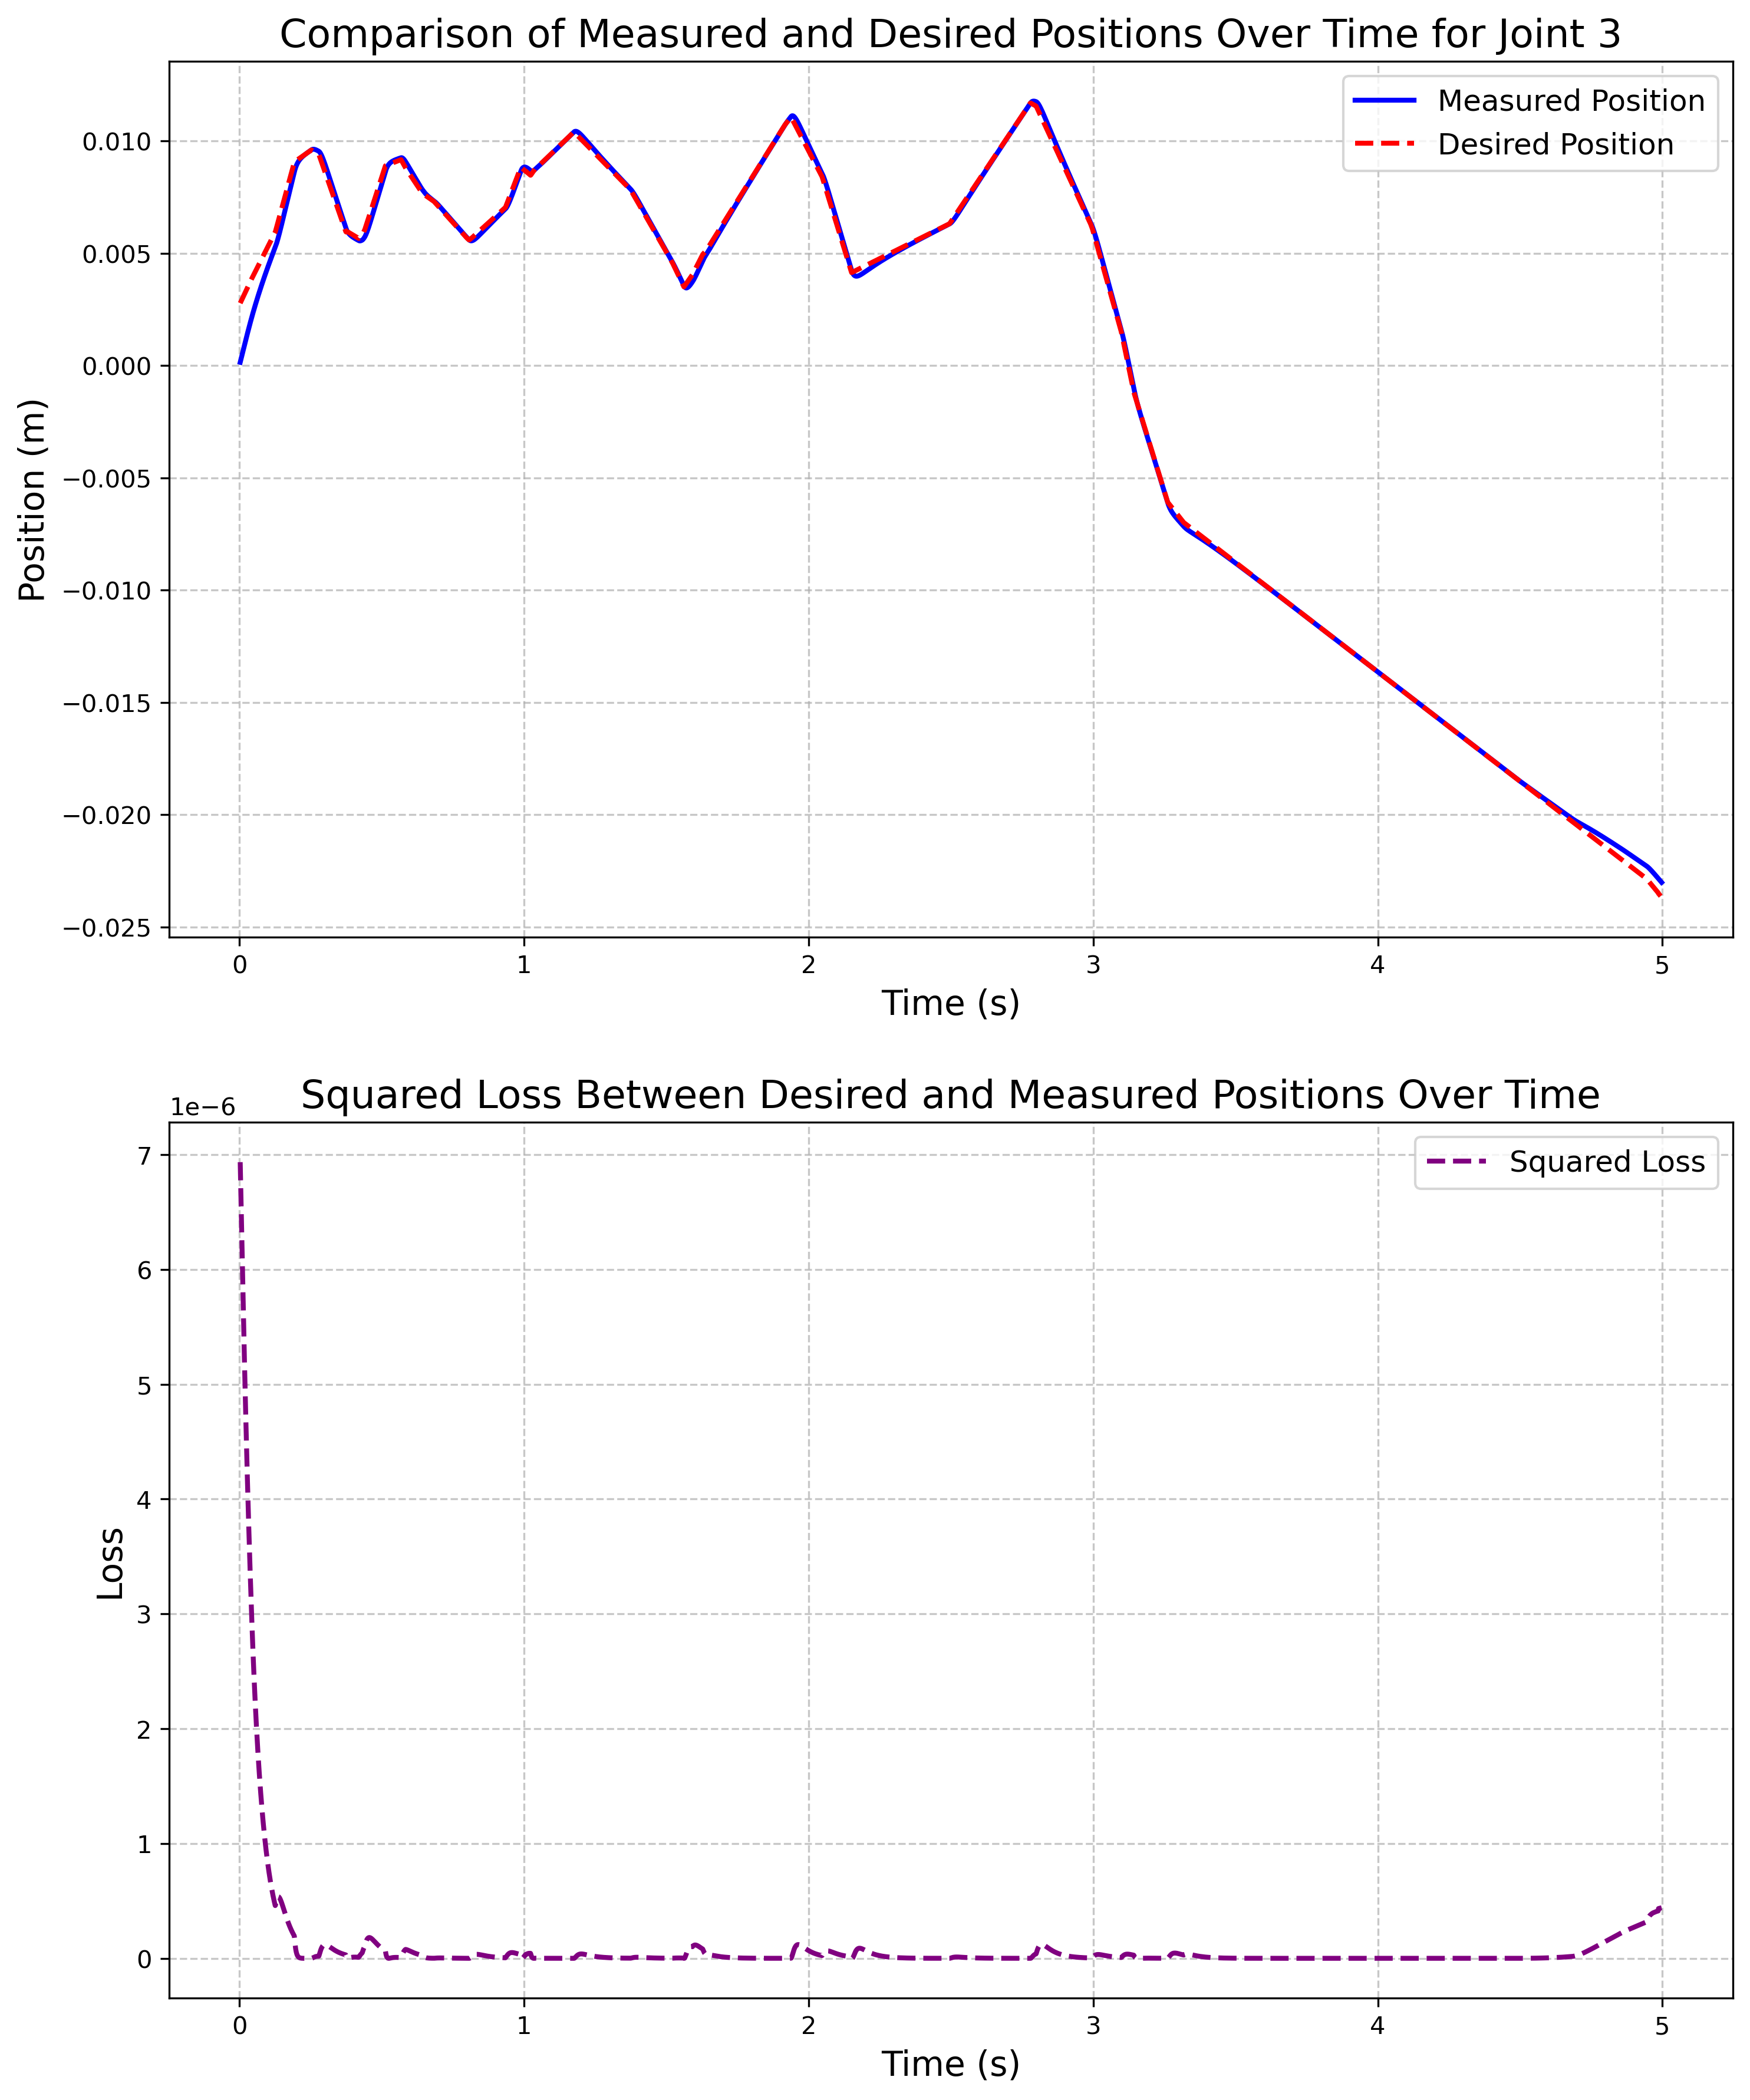 Comparison of Measured and Desired Positions Over Time for Joint 3
Measured Position
Desired Position
0.010
0.005
0.000
−0.005
−0.010
−0.015
−0.020
−0.025
Position (m)
0 1 2 3 4 5
Time (s)
Squared Loss Between Desired and Measured Positions Over Time
1e−6
Squared Loss
7
6
5
4
3
2
1
0
Loss
0 1 2 3 4 5
Time (s)